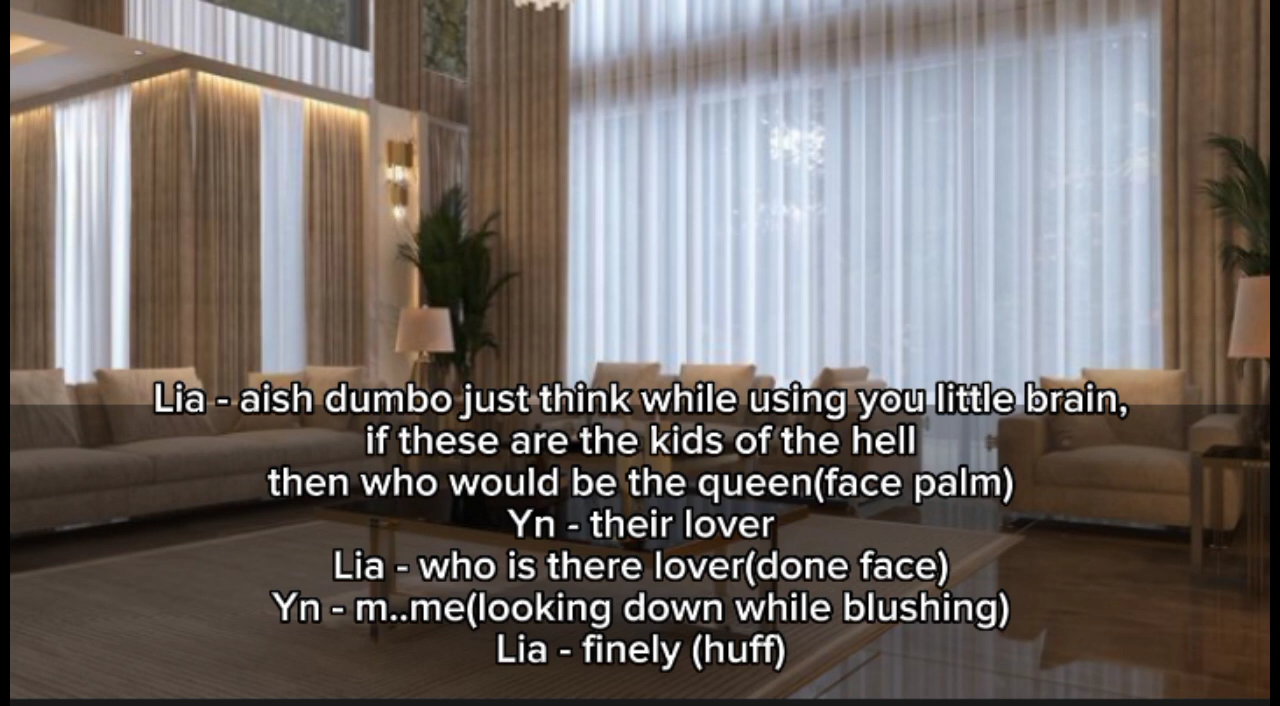 Lia - aish dumbo just think while using you little brain,
if these are the kids of the hell
then who would be the queen(face palm)
Yn - their lover
Lia - who is there lover(done face)
Yn - m..me(looking down while blushing)
Lia - finely (huff)